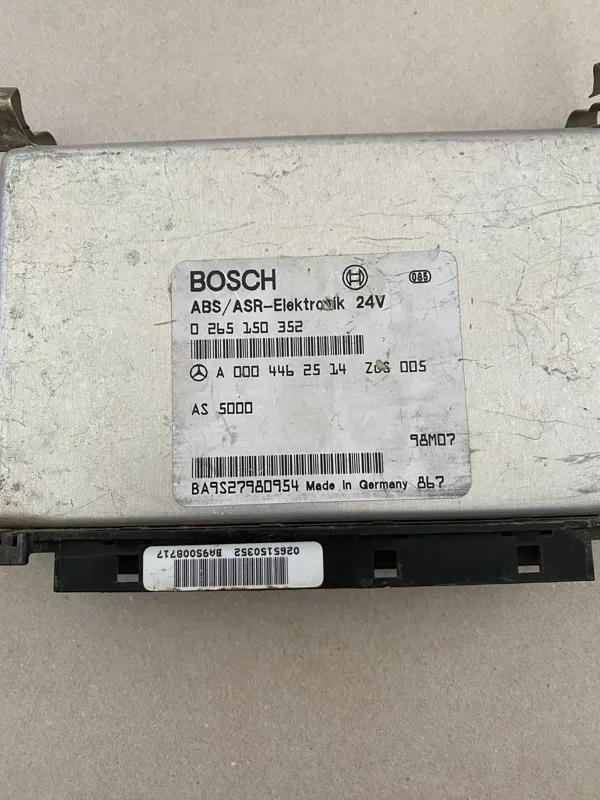 BOSCH 085
ABS/ASR-Elektronik 24V
0 265 150 352
A 000 446 25 14 ZGS 005
AS 5000
98M07
BA9S27980954 Made in Germany 867
0265150352 BA9S008717